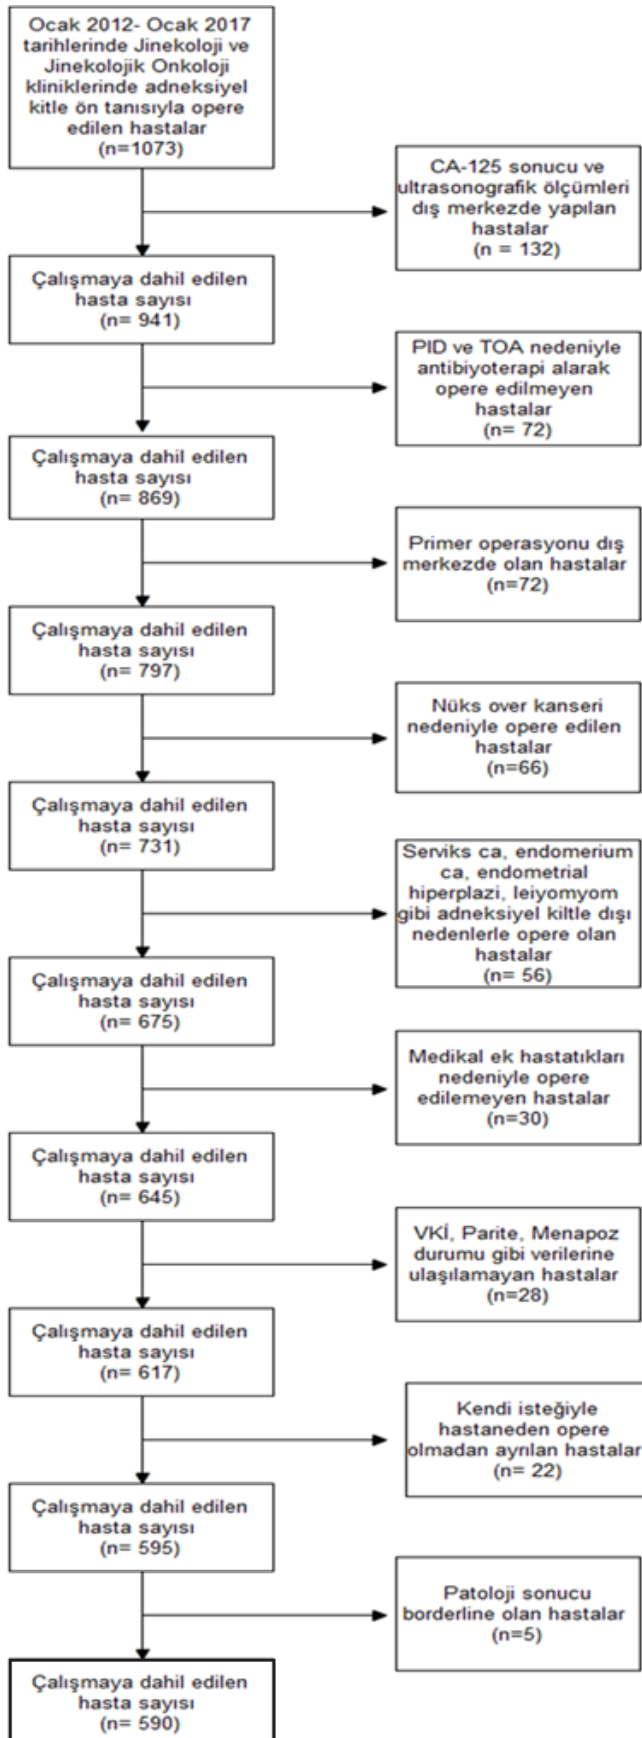 Ocak 2012- Ocak 2017
tarihlerinde Jinekoloji ve
Jinekolojik Onkoloji
kliniklerinde adneksiyel
kitle ön tanısıyla opere
edilen hastalar
(n=1073)
CA-125 sonucu ve
ultrasonografik ölçümleri
dış merkezde yapılan
hastalar
(n = 132)
Çalışmaya dahil edilen
hasta sayısı
(n= 941)
PID ve TOA nedeniyle
antibiyoterapi alarak
opere edilmeyen
hastalar
(n= 72)
Çalışmaya dahil edilen
hasta sayısı
(n= 869)
Primer operasyonu dış
merkezde olan hastalar
(n=72)
Çalışmaya dahil edilen
hasta sayısı
(n= 797)
Nüks over kanseri
nedeniyle opere edilen
hastalar
(n=66)
Çalışmaya dahil edilen
hasta sayısı
(n= 731)
Serviks ca, endomerium
ca, endometrial
hiperplazi, leiyomyom
gibi adneksiyel kiltle dışı
nedenlerle opere olan
hastalar
(n= 56)
Çalışmaya dahil edilen
hasta sayısı
(n= 675)
Medikal ek hastatıkları
nedeniyle opere
edilemeyen hastalar
(n=30)
Çalışmaya dahil edilen
hasta sayısı
(n= 645)
VKİ, Parite, Menapoz
durumu gibi verilerine
ulaşılamayan hastalar
(n=28)
Çalışmaya dahil edilen
hasta sayısı
(n= 617)
Kendi isteğiyle
hastaneden opere
olmadan ayrılan hastalar
(n= 22)
Çalışmaya dahil edilen
hasta sayısı
(n= 595)
Patoloji sonucu
borderline olan hastalar
(n=5)
Çalışmaya dahil edilen
hasta sayısı
(n= 590)